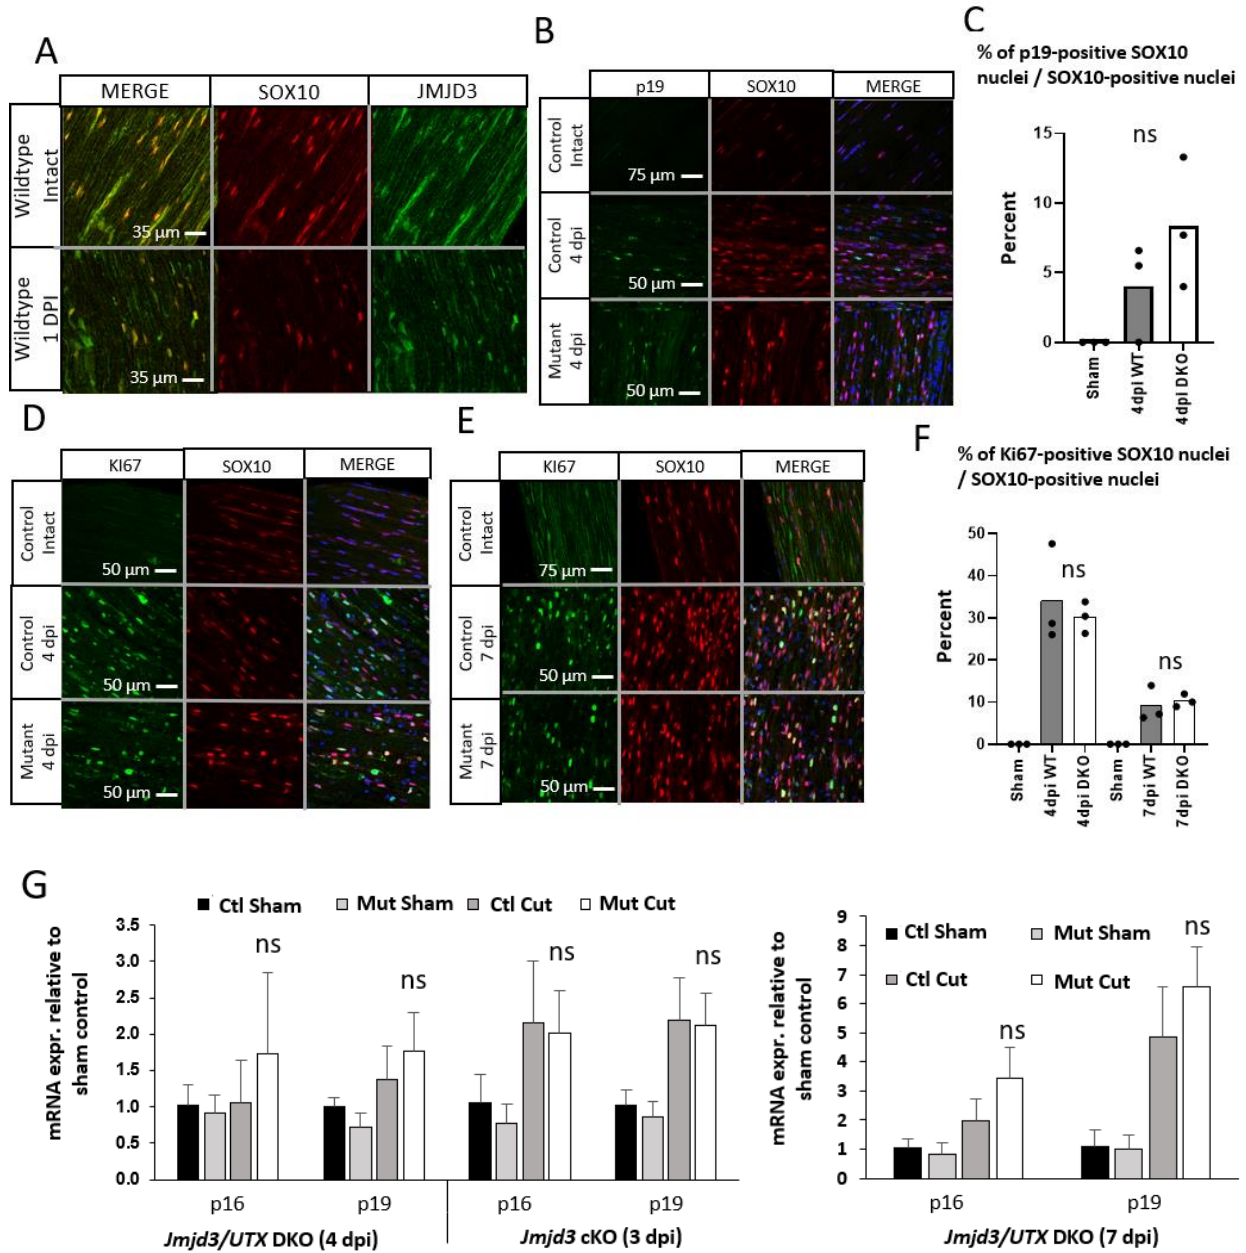 A
MERGE
SOX10
JMJD3
Wildtype
Intact
35 µm
Wildtype
1 DPI
35 µm
B
p19
SOX10
MERGE
Control
Intact
75 µm
Control
4 dpi
50 µm
Mutant
4 dpi
50 µm
C
% of p19-positive SOX10
nuclei / SOX10-positive nuclei
Percent
15
10
5
0
ns
Sham
4dpi WT
4dpi DKO
D
KI67
SOX10
MERGE
Control
Intact
50 µm
Control
4 dpi
50 µm
Mutant
4 dpi
50 µm
E
KI67
SOX10
MERGE
Control
Intact
75 µm
Control
7 dpi
50 µm
Mutant
7 dpi
50 µm
F
% of Ki67-positive SOX10 nuclei
/ SOX10-positive nuclei
Percent
50
40
30
20
10
0
ns
ns
Sham
4dpi WT
4dpi DKO
Sham
7dpi WT
7dpi DKO
G
Ctl Sham
Mut Sham
Ctl Cut
Mut Cut
mRNA expr. relative to
sham control
3.5
3.0
2.5
2.0
1.5
1.0
0.5
0.0
ns
ns
ns
ns
p16
p19
p16
p19
Jmjd3/UTX DKO (4 dpi)
Jmjd3 cKO (3 dpi)
mRNA expr. relative to
sham control
9
8
7
6
5
4
3
2
1
0
Ctl Sham
Mut Sham
Ctl Cut
Mut Cut
ns
ns
p16
p19
Jmjd3/UTX DKO (7 dpi)